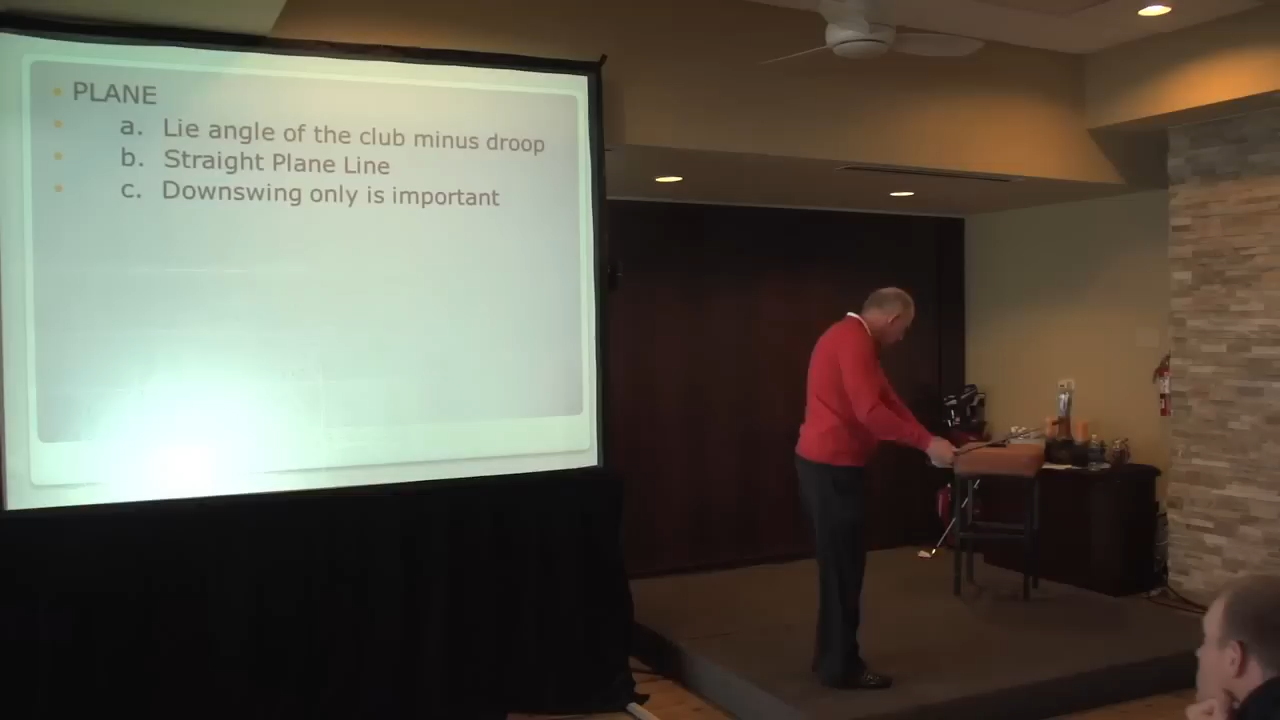 • PLANE
• a. Lie angle of the club minus droop
• b. Straight Plane Line
• c. Downswing only is important